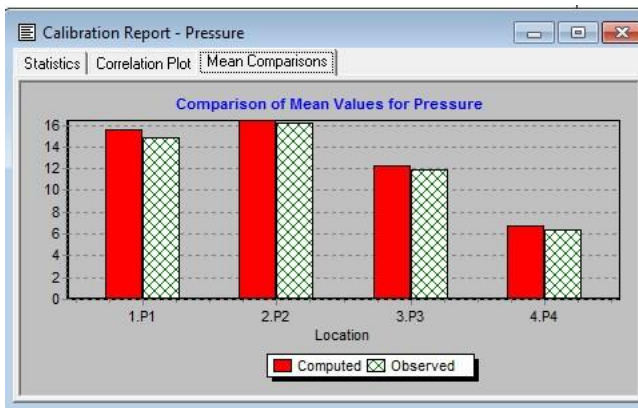 Calibration Report - Pressure
Statistics Correlation Plot Mean Comparisons
Comparison of Mean Values for Pressure
16
14
12
10
8
6
4
2
0
1.P1 2.P2 3.P3 4.P4
Location
Computed Observed